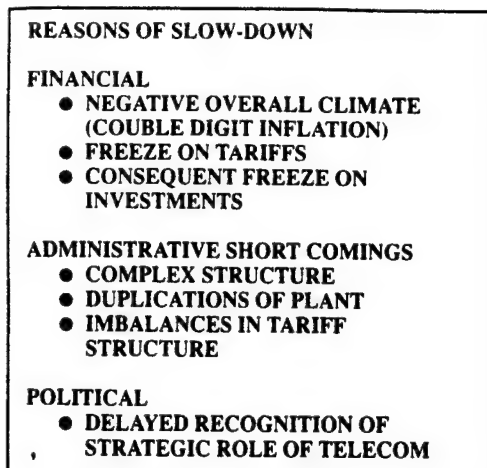 REASONS OF SLOW-DOWN
FINANCIAL
● NEGATIVE OVERALL CLIMATE
(COUBLE DIGIT INFLATION)
● FREEZE ON TARIFFS
● CONSEQUENT FREEZE ON
INVESTMENTS
ADMINISTRATIVE SHORT COMINGS
● COMPLEX STRUCTURE
● DUPLICATIONS OF PLANT
● IMBALANCES IN TARIFF
STRUCTURE
POLITICAL
● DELAYED RECOGNITION OF
STRATEGIC ROLE OF TELECOM